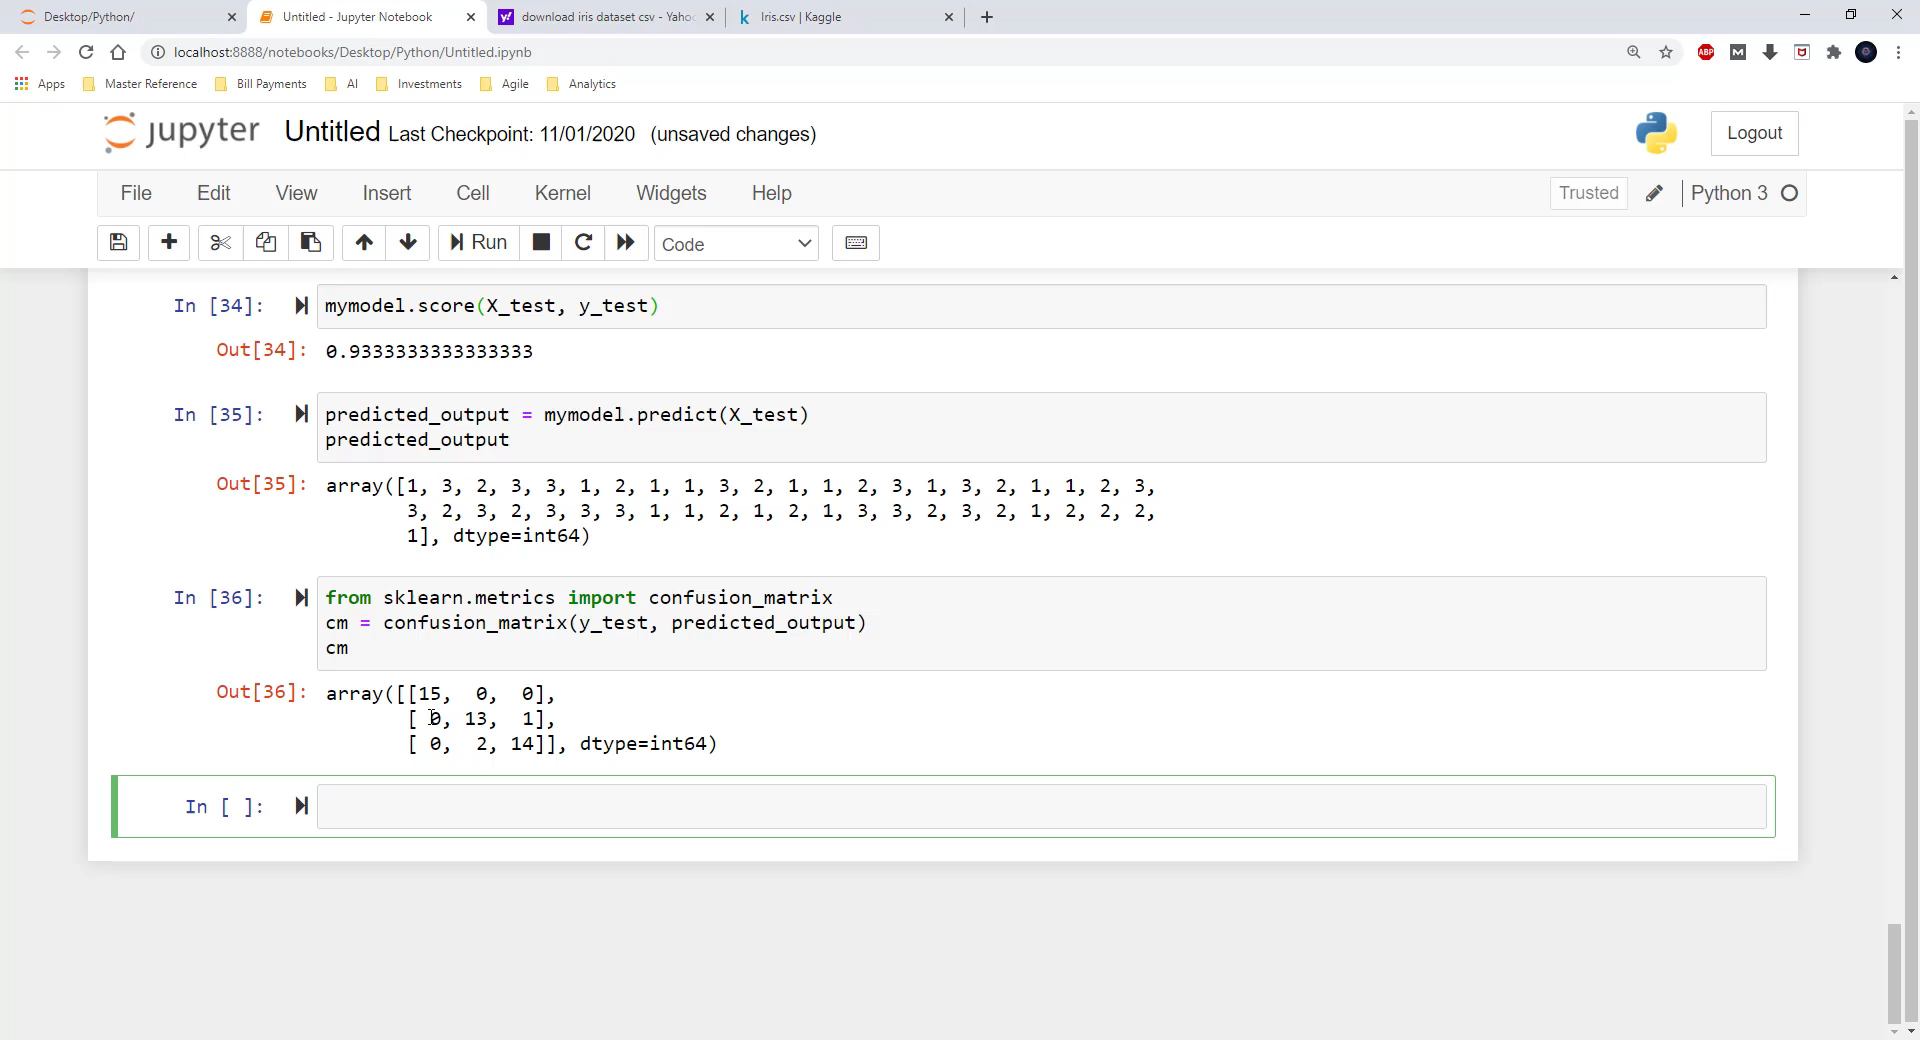 Desktop/Python/
Untitled - Jupyter Notebook
download iris dataset csv - Yaho
Iris.csv | Kaggle
localhost:8888/notebooks/Desktop/Python/Untitled.ipynb
ABP
M
Apps
Master Reference
Bill Payments
AI
Investments
Agile
Analytics
jupyter
Untitled Last Checkpoint: 11/01/2020 (unsaved changes)
Logout
File Edit View Insert Cell Kernel Widgets Help
Trusted
Python 3
Run
Code
In [34]: mymodel.score(X_test, y_test)
Out[34]: 0.9333333333333333
In [35]: predicted_output = mymodel.predict(X_test)
predicted_output
Out[35]: array([1, 3, 2, 3, 3, 1, 2, 1, 1, 3, 2, 1, 1, 2, 3, 1, 3, 2, 1, 1, 2, 3,
3, 2, 3, 2, 3, 3, 3, 1, 1, 2, 1, 2, 1, 3, 3, 2, 3, 2, 1, 2, 2, 2,
1], dtype=int64)
In [36]: from sklearn.metrics import confusion_matrix
cm = confusion_matrix(y_test, predicted_output)
cm
Out[36]: array([[15, 0, 0],
[ 0, 13, 1],
[ 0, 2, 14]], dtype=int64)
In [ ]: